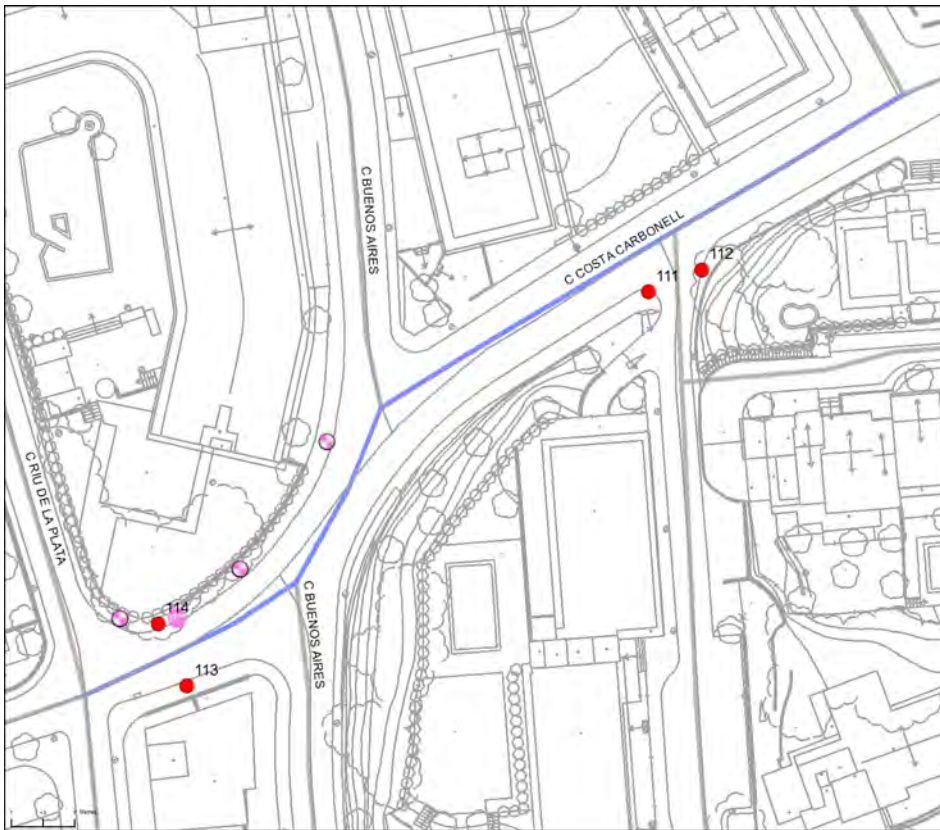 C BUENOS AIRES
C COSTA CARBONELL
112
111
C RIU DE LA PLATA
114
C BUENOS AIRES
113